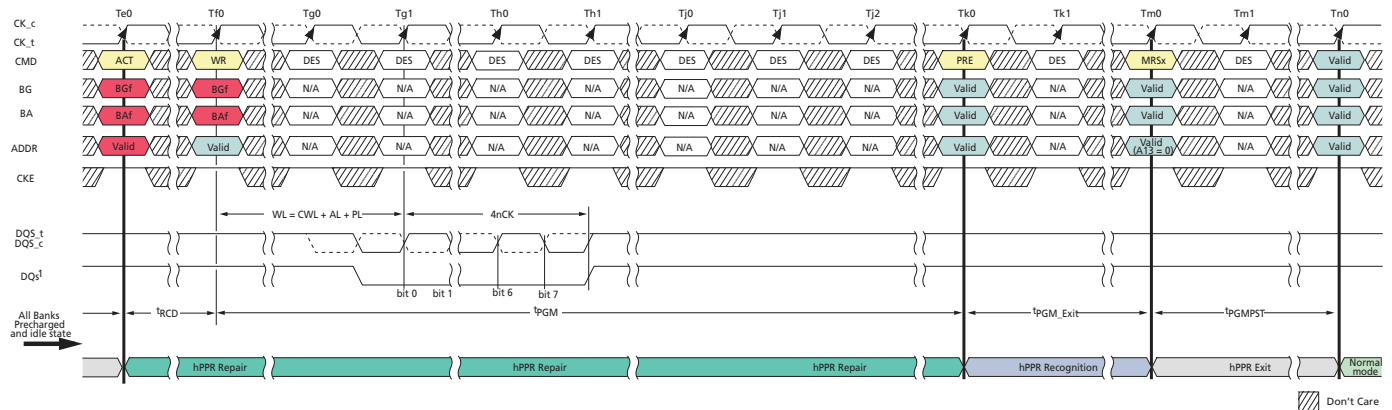 Te0 Tf0 Tg0 Tg1 Th0 Th1 Tj0 Tj1 Tj2 Tk0 Tk1 Tm0 Tm1 Tn0
CK_c
CK_t
CMD ACT WR DES DES DES DES DES DES DES PRE DES MRSx DES Valid
BG BGf BGf N/A N/A N/A N/A N/A N/A N/A Valid N/A Valid N/A Valid
BA BAf BAf N/A N/A N/A N/A N/A N/A N/A Valid N/A Valid N/A Valid
ADDR Valid Valid N/A N/A N/A N/A N/A N/A N/A Valid N/A Valid (A13 = 0) N/A Valid
CKE
WL = CWL + AL + PL 4nCK
DQS_t
DQS_c
DQs1
bit 0 bit 1 bit 6 bit 7
All Banks
Precharged
and idle state
tRCD tPGM tPGM_Exit tPGMPST
hPPR Repair hPPR Repair hPPR Repair hPPR Recognition hPPR Exit Normal
mode
Don't Care